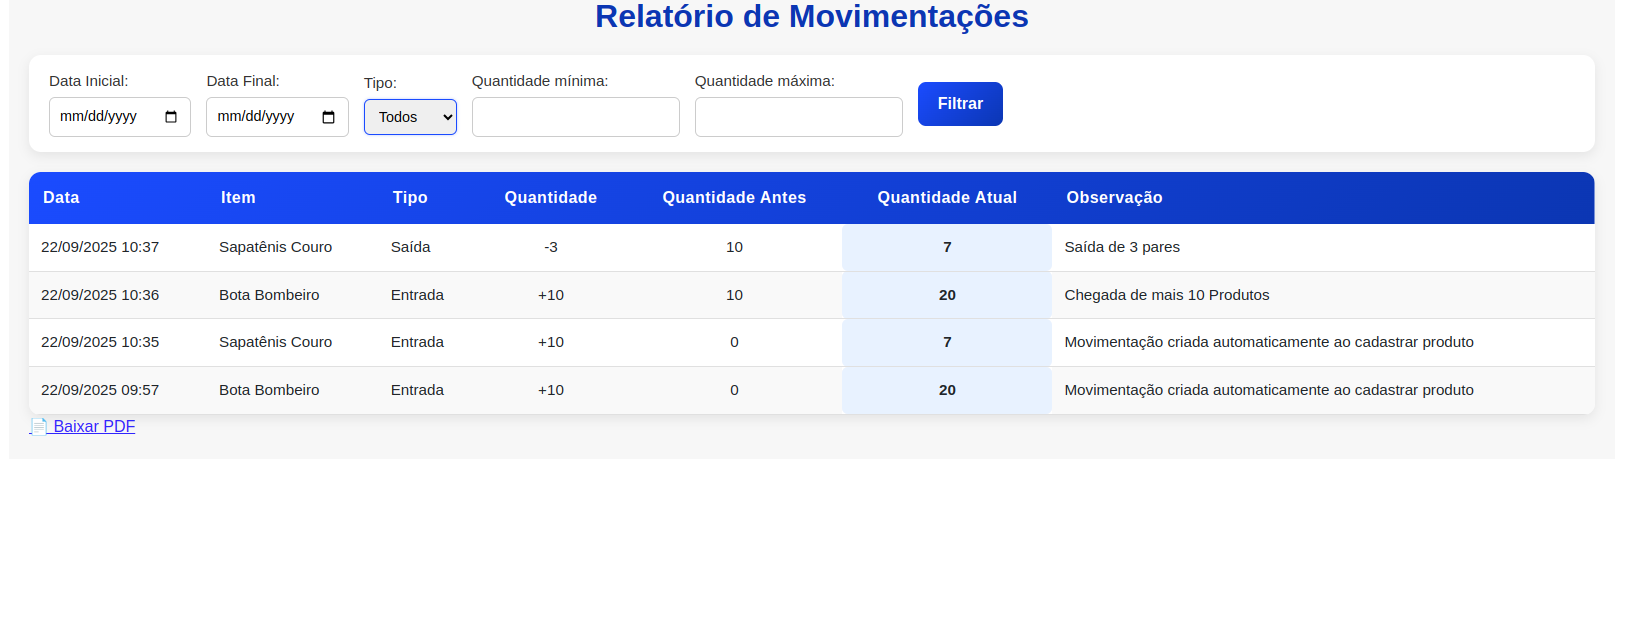 Relatório de Movimentações
Data Inicial: Data Final: Tipo: Quantidade mínima: Quantidade máxima:
mm/dd/yyyy mm/dd/yyyy Todos Filtrar
Data Item Tipo Quantidade Quantidade Antes Quantidade Atual Observação
22/09/2025 10:37 Sapatênis Couro Saída -3 10 7 Saída de 3 pares
22/09/2025 10:36 Bota Bombeiro Entrada +10 10 20 Chegada de mais 10 Produtos
22/09/2025 10:35 Sapatênis Couro Entrada +10 0 7 Movimentação criada automaticamente ao cadastrar produto
22/09/2025 09:57 Bota Bombeiro Entrada +10 0 20 Movimentação criada automaticamente ao cadastrar produto
📄 Baixar PDF